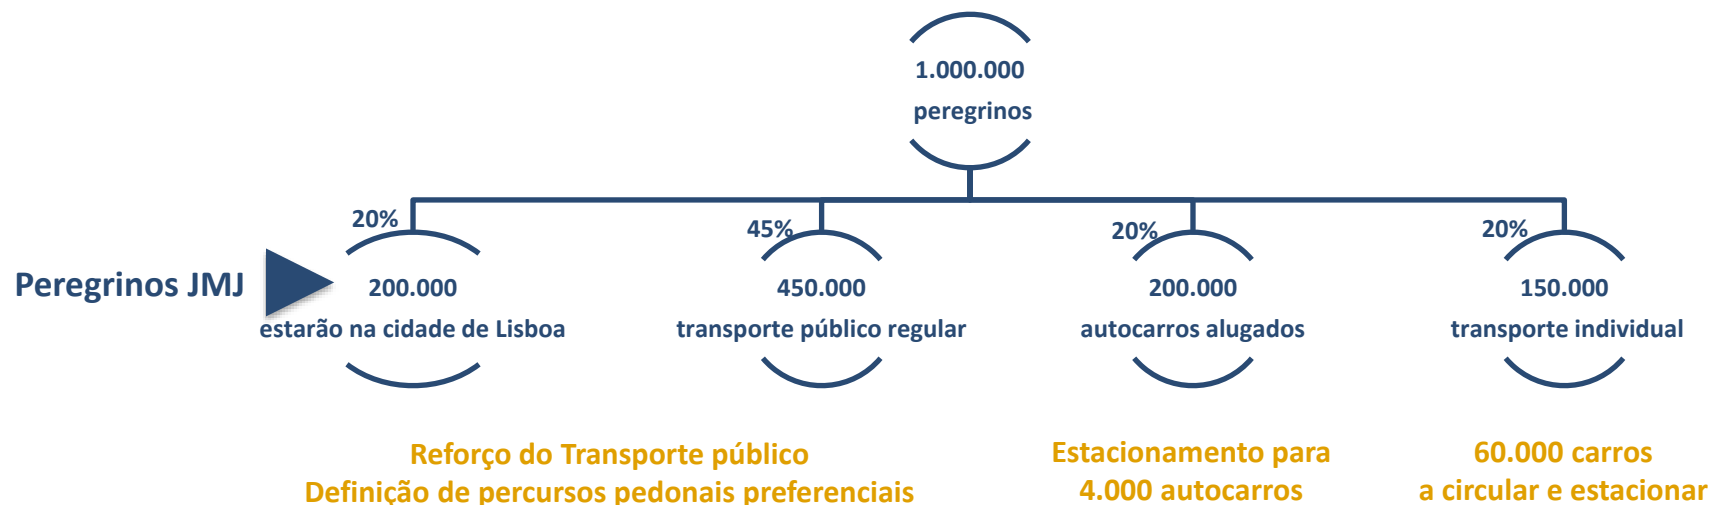 1.000.000
peregrinos
20%
45%
20%
20%
Peregrinos JMJ
200.000
estarão na cidade de Lisboa
450.000
transporte público regular
200.000
autocarros alugados
150.000
transporte individual
Reforço do Transporte público
Definição de percursos pedonais preferenciais
Estacionamento para
4.000 autocarros
60.000 carros
a circular e estacionar